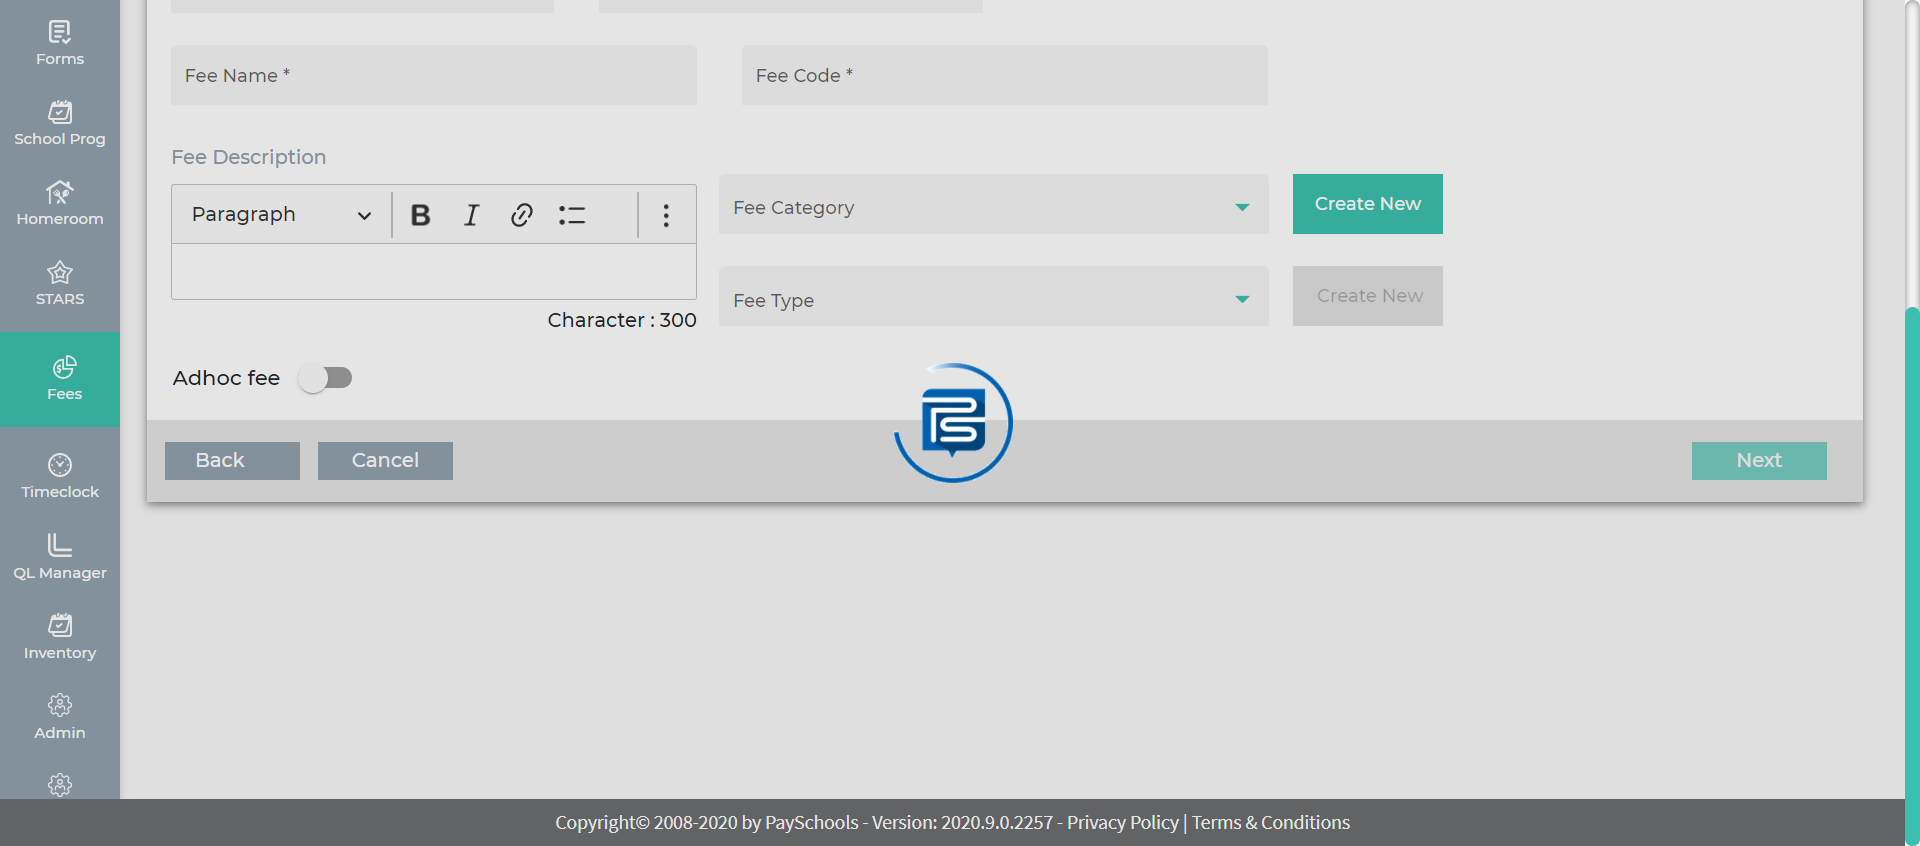 Forms
School Prog
Homeroom
STARS
Fees
Timeclock
QL Manager
Inventory
Admin
Fee Name *
Fee Code *
Fee Description
Paragraph
B I
Fee Category
Create New
Fee Type
Create New
Character : 300
Adhoc fee
PS
Back
Cancel
Next
Copyright© 2008-2020 by PaySchools - Version: 2020.9.0.2257 - Privacy Policy | Terms & Conditions